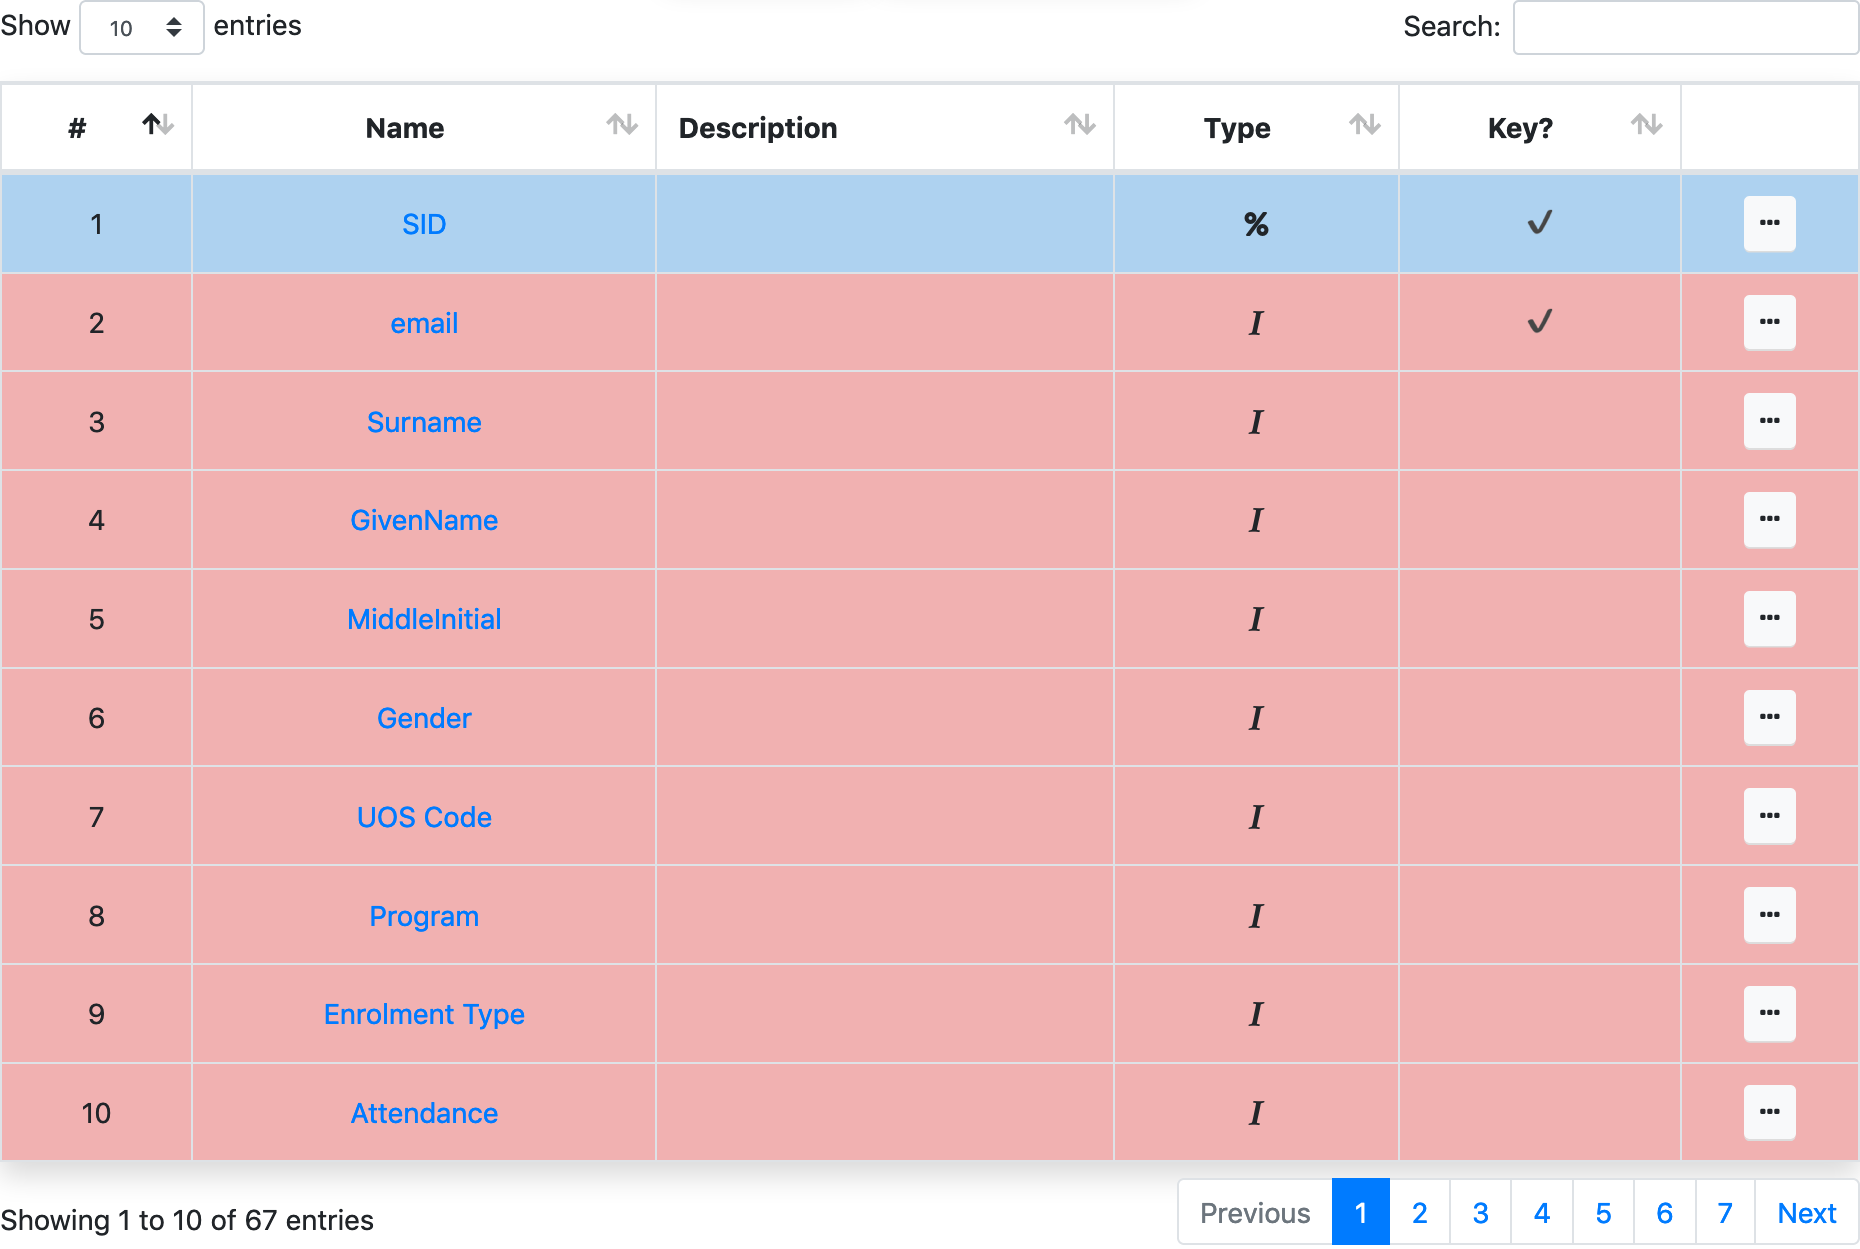 Show 10 entries Search:
# Name Description Type Key?
1 SID % ✓ ···
2 email I ✓ ···
3 Surname I ···
4 GivenName I ···
5 MiddleInitial I ···
6 Gender I ···
7 UOS Code I ···
8 Program I ···
9 Enrolment Type I ···
10 Attendance I ···
Showing 1 to 10 of 67 entries Previous 1 2 3 4 5 6 7 Next